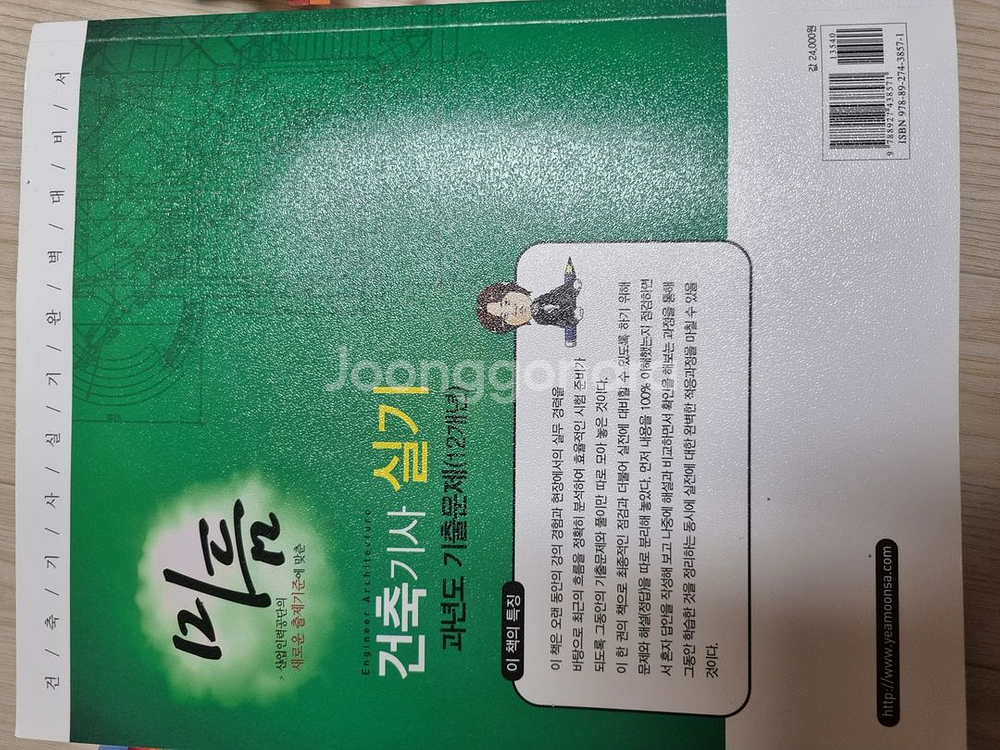 건 / 축 / 기 / 사 / 실 / 기 / 완 / 벽 / 대 / 비 / 서
미듬
산업인력공단의
새로운 출제기준에 맞춘
Engineer Architecture
건축기사 실기
과년도 기출문제(12개년)
이 책의 특징
이 책은 오랜 동안의 강의 경험과 현장에서의 실무 경력을
바탕으로 최근의 흐름을 정확히 분석하여 효율적인 시험 준비가
되도록 그동안의 기출문제와 풀이만 따로 모아 놓은 것이다.
이 한 권의 책으로 최종적인 점검과 더불어 실전에 대비할 수 있도록 하기 위해
문제와 해설(정답)을 따로 분리해 놓았다. 먼저 내용을 100% 이해했는지 점검하면
서 혼자 답안을 작성해 보고 나중에 해설과 비교하면서 확인을 해보는 과정을 통해
그동안 학습한 것을 정리하는 동시에 실전에 대한 완벽한 적응과정을 마칠 수 있을
것이다.
Joonggona
http://www.yeamoonsa.com
값 24,000원
13540
9 788927 438571
ISBN 978-89-274-3857-1